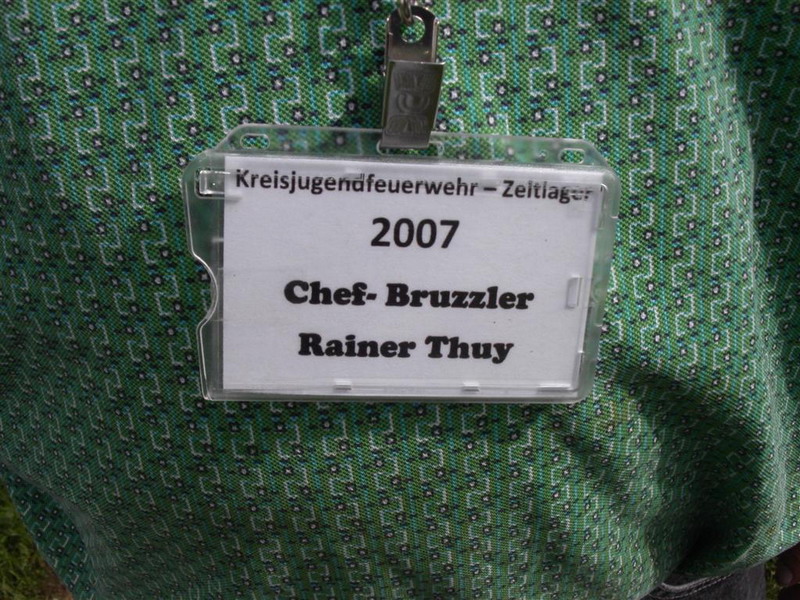 Kreisjugendfeuerwehr – Zeltlager
2007
Chef- Bruzzler
Rainer Thuy